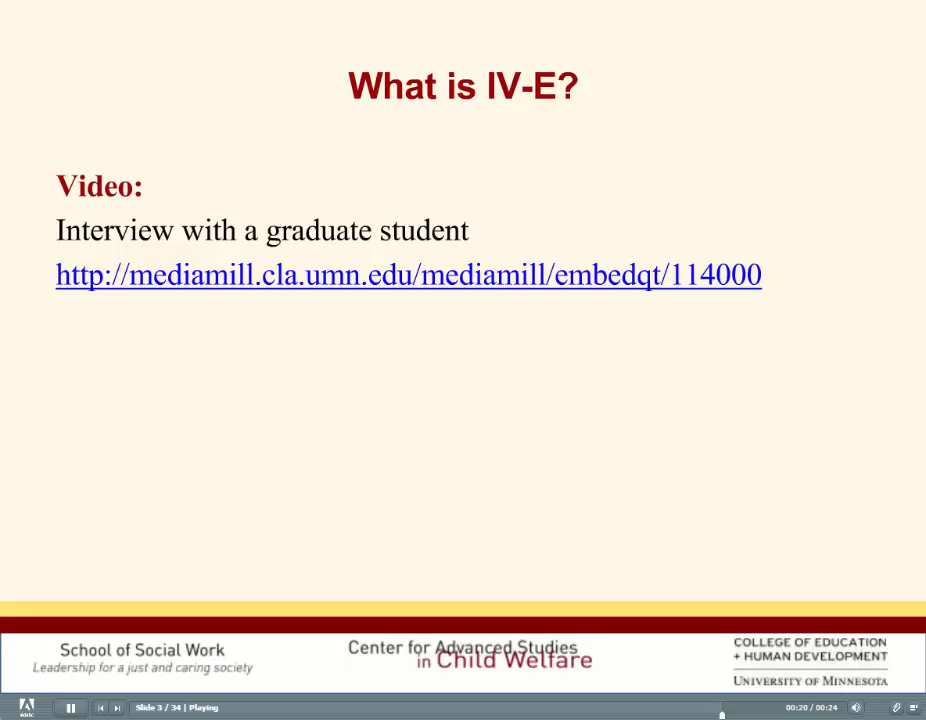 What is IV-E?
Video:
Interview with a graduate student
http://mediamill.cla.umn.edu/mediamill/embedqt/114000
School of Social Work
Leadership for a just and caring society
Center for Advanced Studies
in Child Welfare
COLLEGE OF EDUCATION
+ HUMAN DEVELOPMENT
UNIVERSITY OF MINNESOTA
Slide 3 / 34 | Playing
00:20 / 00:24